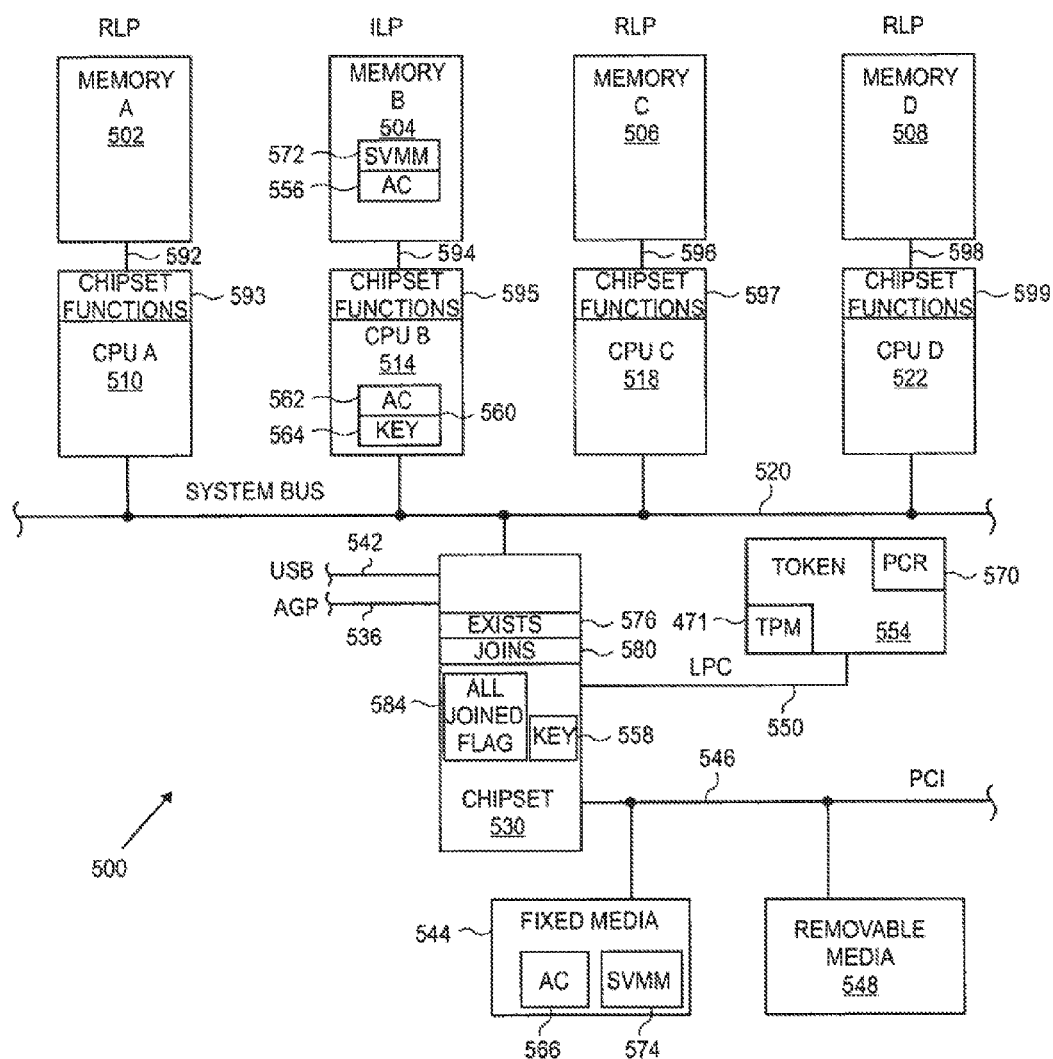 RLP ILP RLP RLP
MEMORY A 502
MEMORY B 504
572 SVMM
556 AC
MEMORY C 506
MEMORY D 508
592 594 596 598
CHIPSET FUNCTIONS 593
CPU A 510
CHIPSET FUNCTIONS 595
CPU B 514
562 AC 560
564 KEY
CHIPSET FUNCTIONS 597
CPU C 518
CHIPSET FUNCTIONS 599
CPU D 522
SYSTEM BUS 520
USB 542
AGP 536
EXISTS 576
JOINS 580
584 ALL JOINED FLAG
KEY 558
CHIPSET 530
TOKEN PCR 570
471 TPM 554
LPC 550
546 PCI
500
544 FIXED MEDIA
AC SVMM
566 574
REMOVABLE MEDIA 548